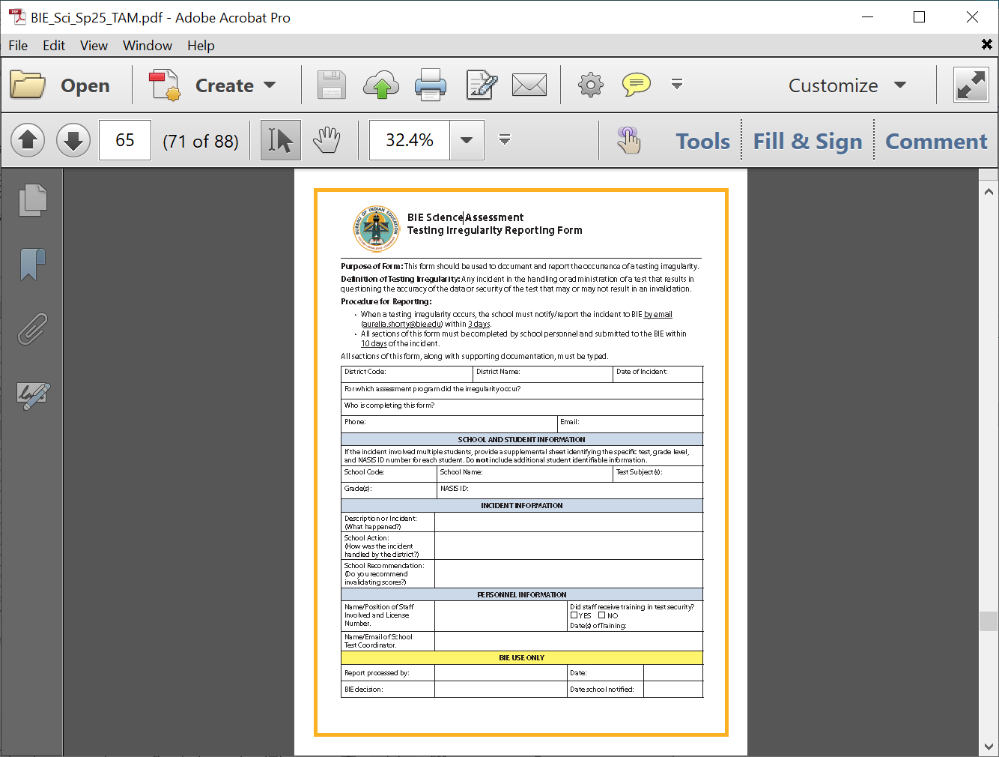 BIE_Sci_Sp25_TAM.pdf - Adobe Acrobat Pro
File Edit View Window Help
Open Create Customize
65 (71 of 88) 32.4% Tools Fill & Sign Comment
BUREAU OF INDIAN EDUCATION
BIE Science Assessment
Testing Irregularity Reporting Form
Purpose of Form: This form should be used to document and report the occurrence of a testing irregularity.
Definition of Testing Irregularity: Any incident in the handling or administration of a test that results in
questioning the accuracy of the data or security of the test that may or may not result in an invalidation.
Procedure for Reporting:
• When a testing irregularity occurs, the school must notify/report the incident to BIE by email
(aurelia.shorty@bie.edu) within 3 days.
• All sections of this form must be completed by school personnel and submitted to the BIE within
10 days of the incident.
All sections of this form, along with supporting documentation, must be typed.
District Code: District Name: Date of Incident:
For which assessment program did the irregularity occur?
Who is completing this form?
Phone: Email:
SCHOOL AND STUDENT INFORMATION
If the incident involved multiple students, provide a supplemental sheet identifying the specific test, grade level,
and NASIS ID number for each student. Do not include additional student identifiable information.
School Code: School Name: Test Subject(s):
Grade(s): NASIS ID:
INCIDENT INFORMATION
Description or Incident:
(What happened?)
School Action:
(How was the incident
handled by the district?)
School Recommendation:
(Do you recommend
invalidating scores?)
PERSONNEL INFORMATION
Name/Position of Staff
Involved and License
Number.
Did staff receive training in test security?
YES NO
Date(s) of Training:
Name/Email of School
Test Coordinator.
BIE USE ONLY
Report processed by: Date:
BIE decision: Date school notified: